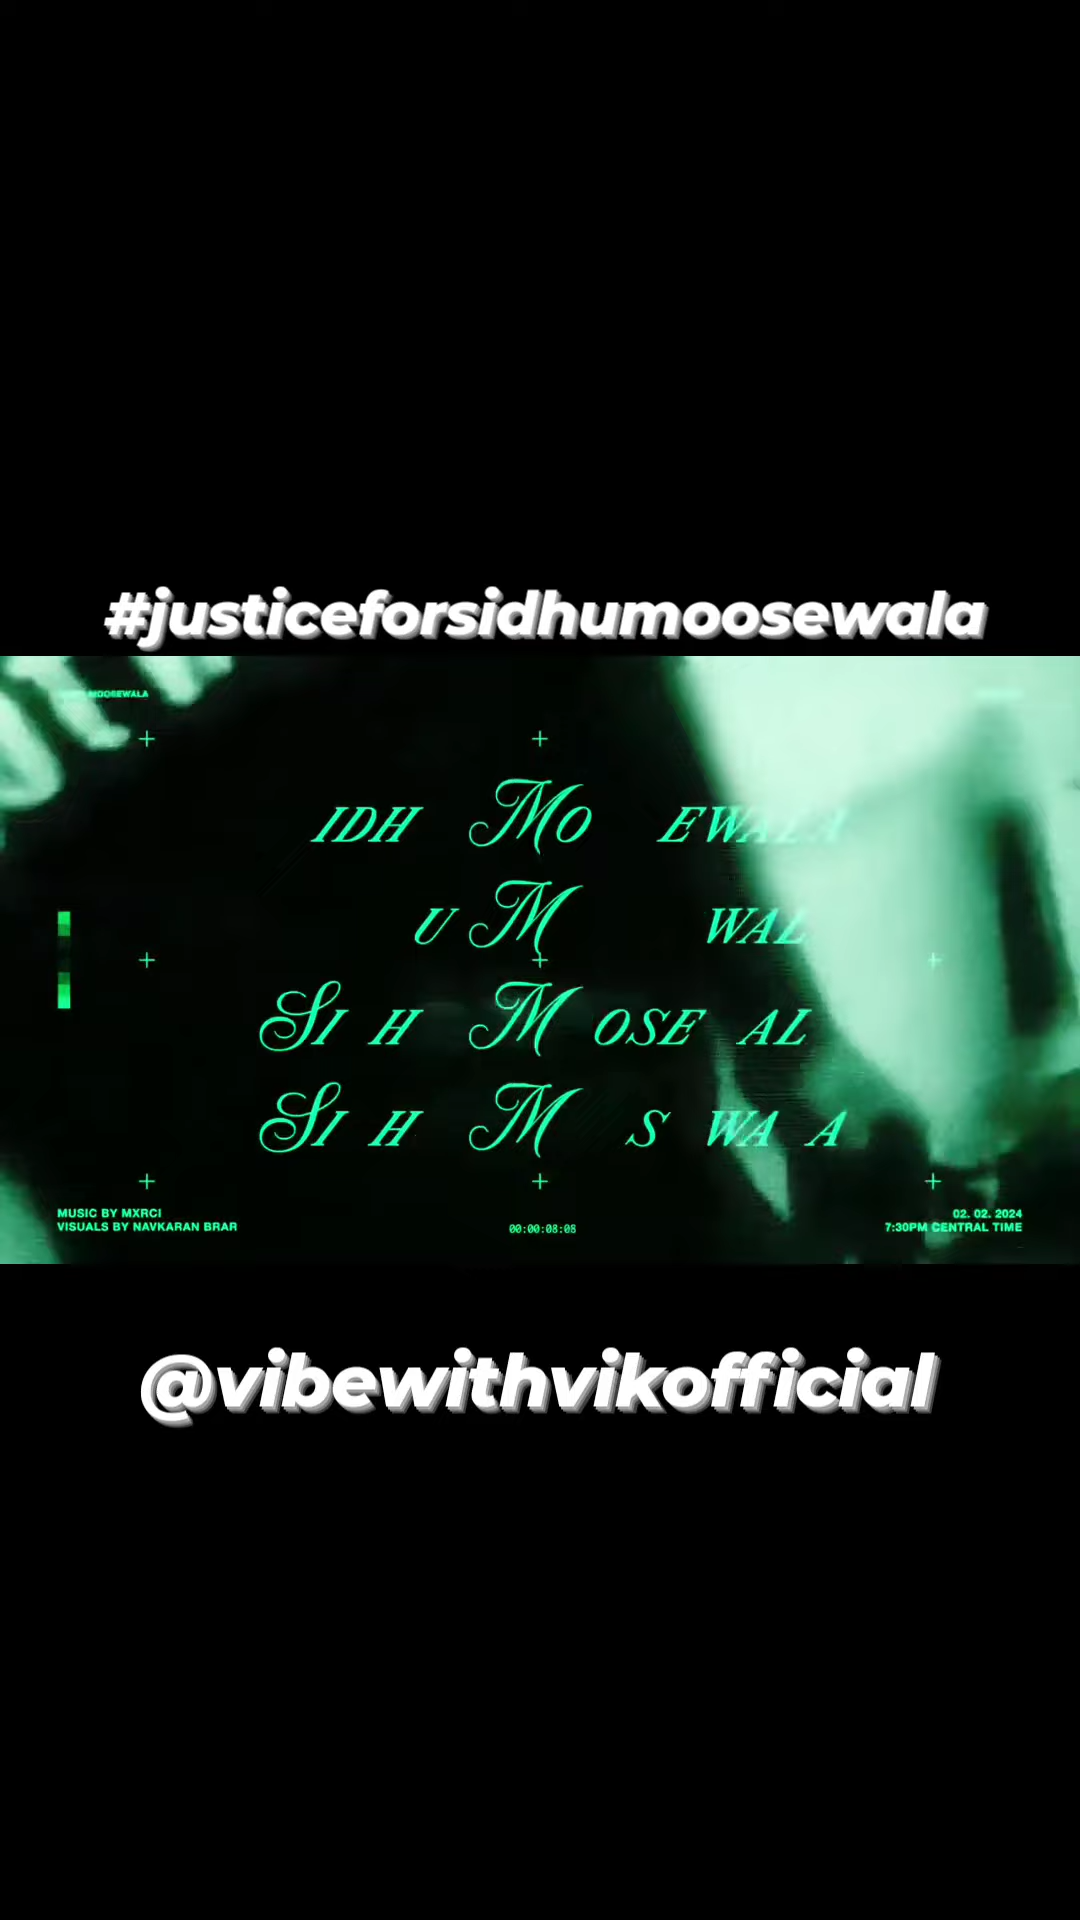 #justiceforsidhumoosewala
MOOSEWALA
IDH MO EWALA
U M WAL
SI H M OSE AL
SI H M S WA A
MUSIC BY MXRCI
VISUALS BY NAVKARAN BRAR
00:00:08:08
02. 02. 2024
7:30PM CENTRAL TIME
@vibewithvikofficial